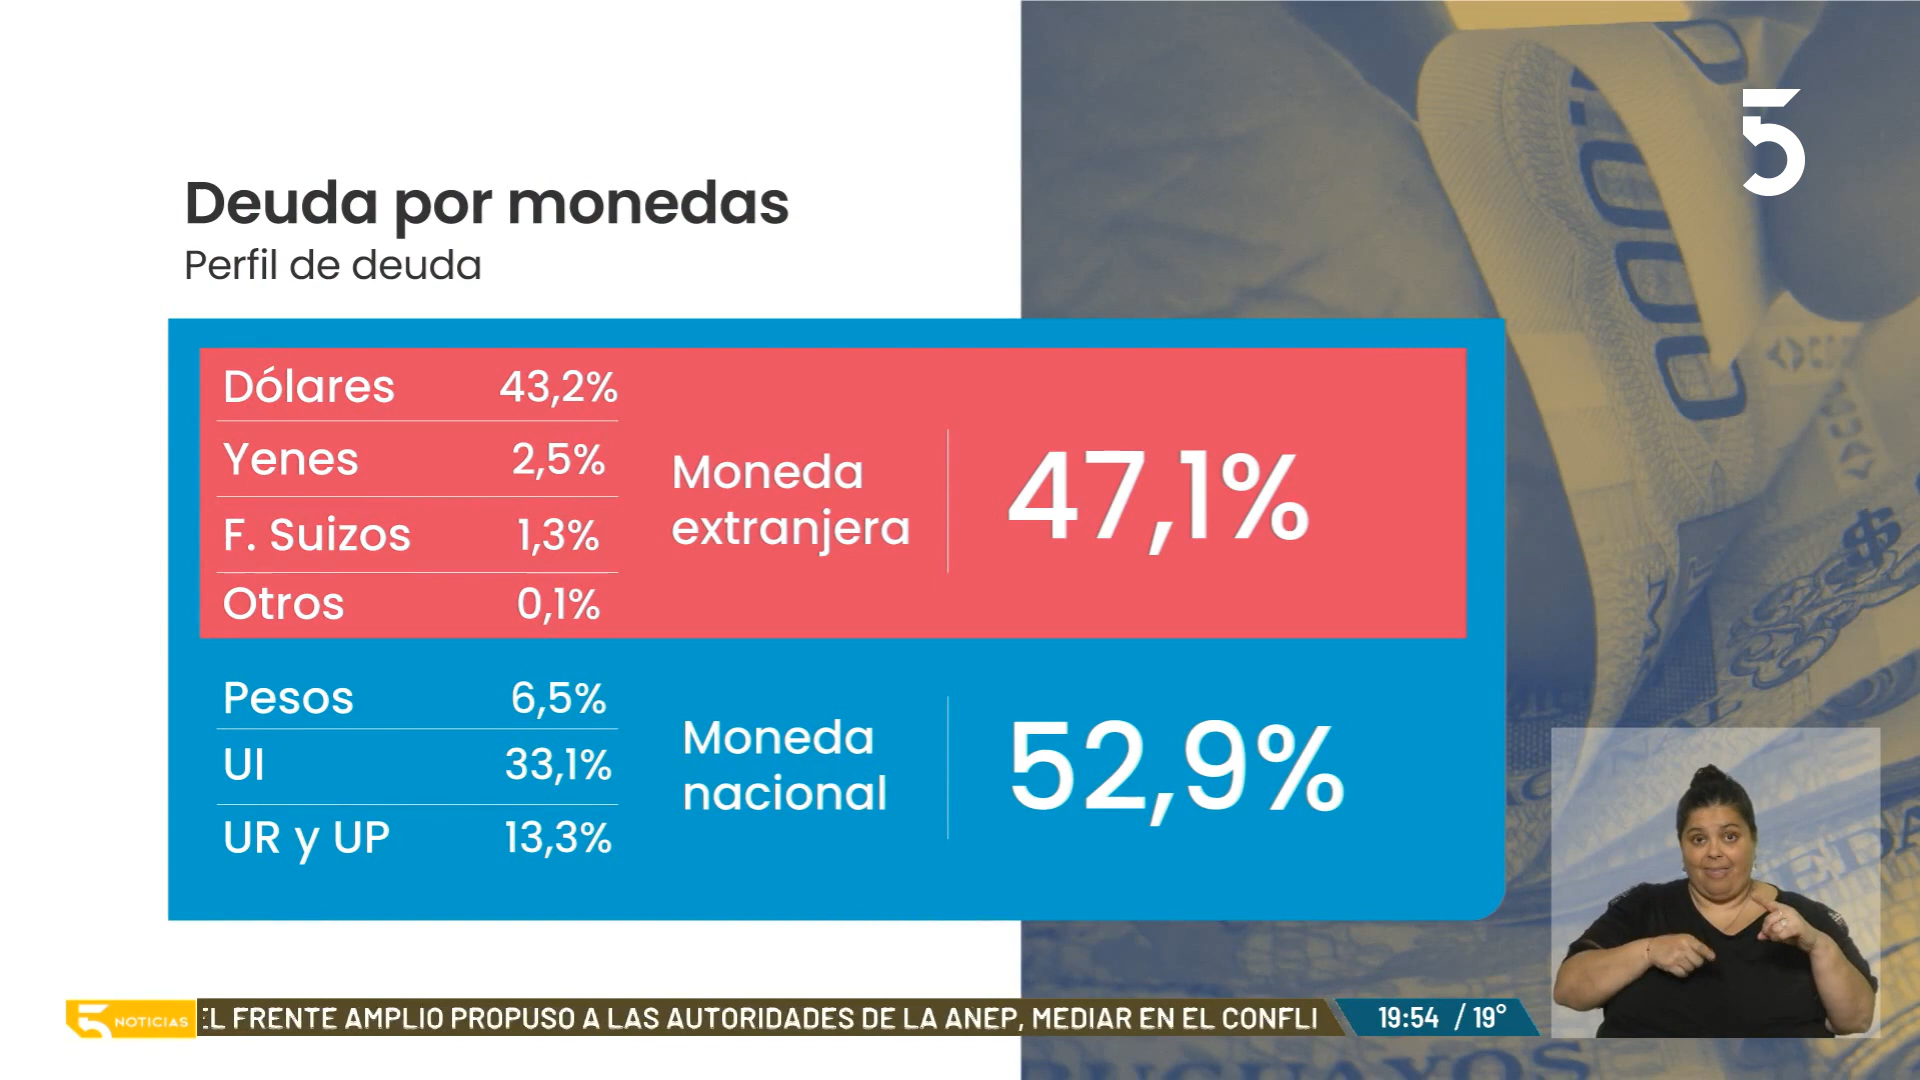 5
Deuda por monedas
Perfil de deuda
Dólares 43,2%
Yenes 2,5%
F. Suizos 1,3%
Otros 0,1%
Moneda
extranjera
47,1%
Pesos 6,5%
UI 33,1%
UR y UP 13,3%
Moneda
nacional
52,9%
5 NOTICIAS
EL FRENTE AMPLIO PROPUSO A LAS AUTORIDADES DE LA ANEP, MEDIAR EN EL CONFLI
19:54 / 19°